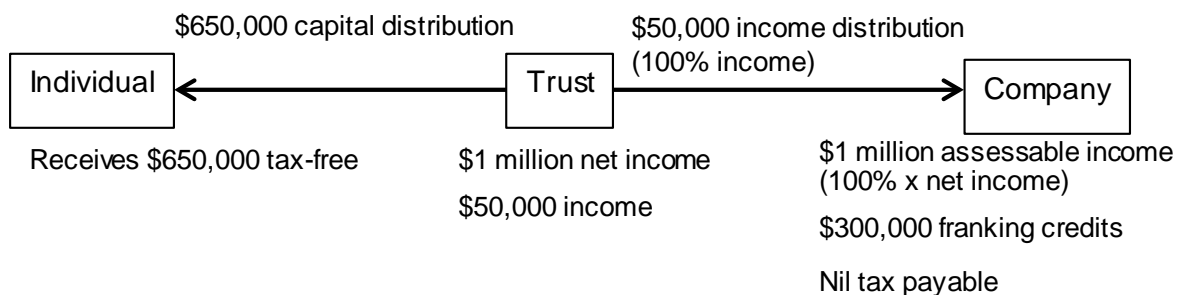 $650,000 capital distribution
$50,000 income distribution
(100% income)
Individual
Trust
Company
Receives $650,000 tax-free
$1 million net income
$50,000 income
$1 million assessable income
(100% x net income)
$300,000 franking credits
Nil tax payable